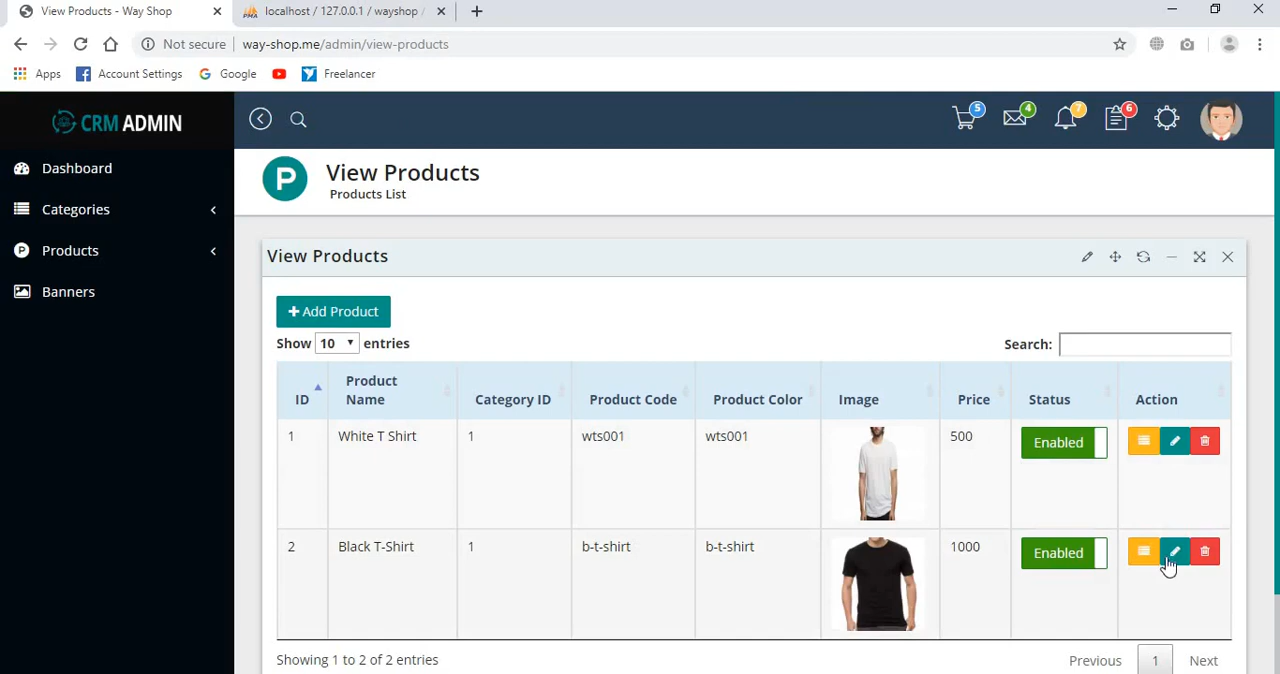 View Products - Way Shop
localhost / 127.0.0.1 / wayshop /
Not secure way-shop.me/admin/view-products
Apps Account Settings Google Freelancer
CRM ADMIN
5 4 7 6
Dashboard
Categories
Products
Banners
P
View Products
Products List
View Products
+ Add Product
Show 10 entries
Search:
ID Product Name Category ID Product Code Product Color Image Price Status Action
1 White T Shirt 1 wts001 wts001 500 Enabled
2 Black T-Shirt 1 b-t-shirt b-t-shirt 1000 Enabled
Showing 1 to 2 of 2 entries
Previous 1 Next